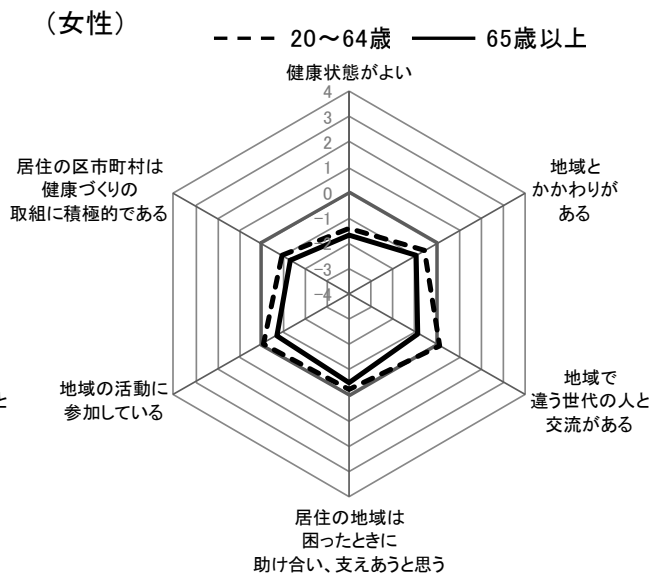 (女性)
20～64歳 65歳以上
健康状態がよい
4
3
2
1
0
−1
−2
−3
−4
地域と
かかわりが
ある
地域で
違う世代の人と
交流がある
居住の地域は
困ったときに
助け合い、支えあうと思う
地域の活動に
参加している
居住の区市町村は
健康づくりの
取組に積極的である
と